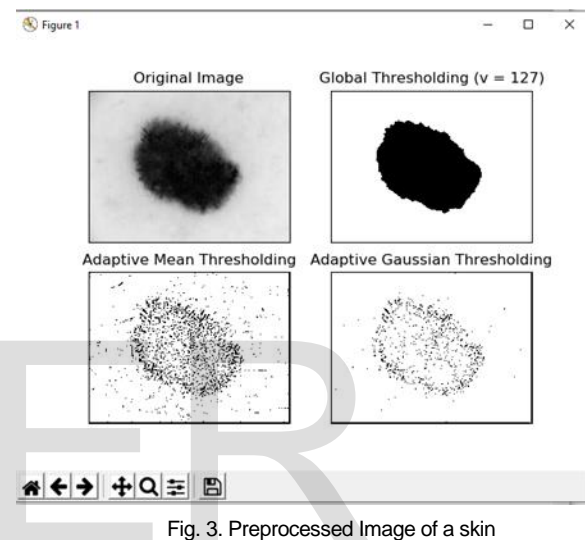 Figure 1
Original Image
Global Thresholding (v = 127)
Adaptive Mean Thresholding
Adaptive Gaussian Thresholding
ER
Fig. 3. Preprocessed Image of a skin